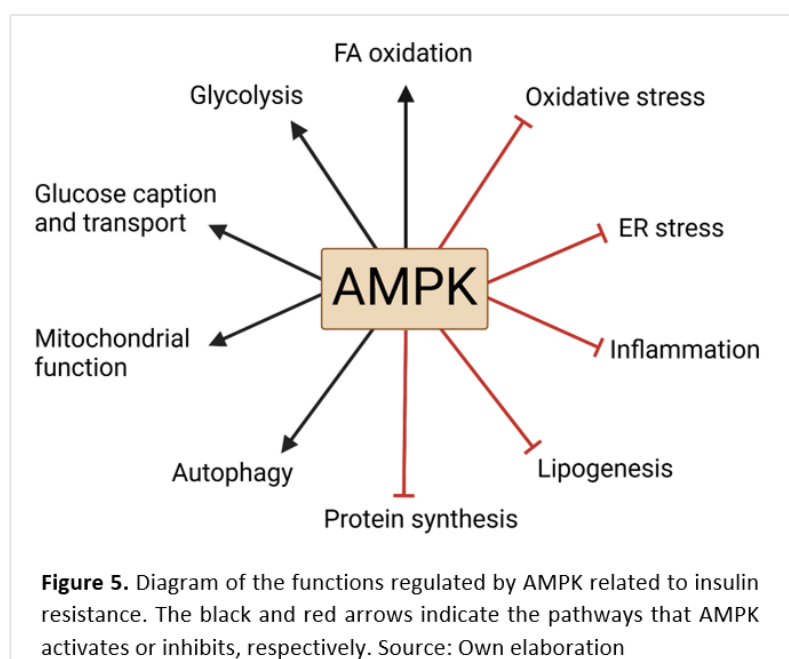 FA oxidation
Glycolysis
Oxidative stress
Glucose caption
and transport
ER stress
AMPK
Mitochondrial
function
Inflammation
Autophagy
Lipogenesis
Protein synthesis
Figure 5. Diagram of the functions regulated by AMPK related to insulin
resistance. The black and red arrows indicate the pathways that AMPK
activates or inhibits, respectively. Source: Own elaboration